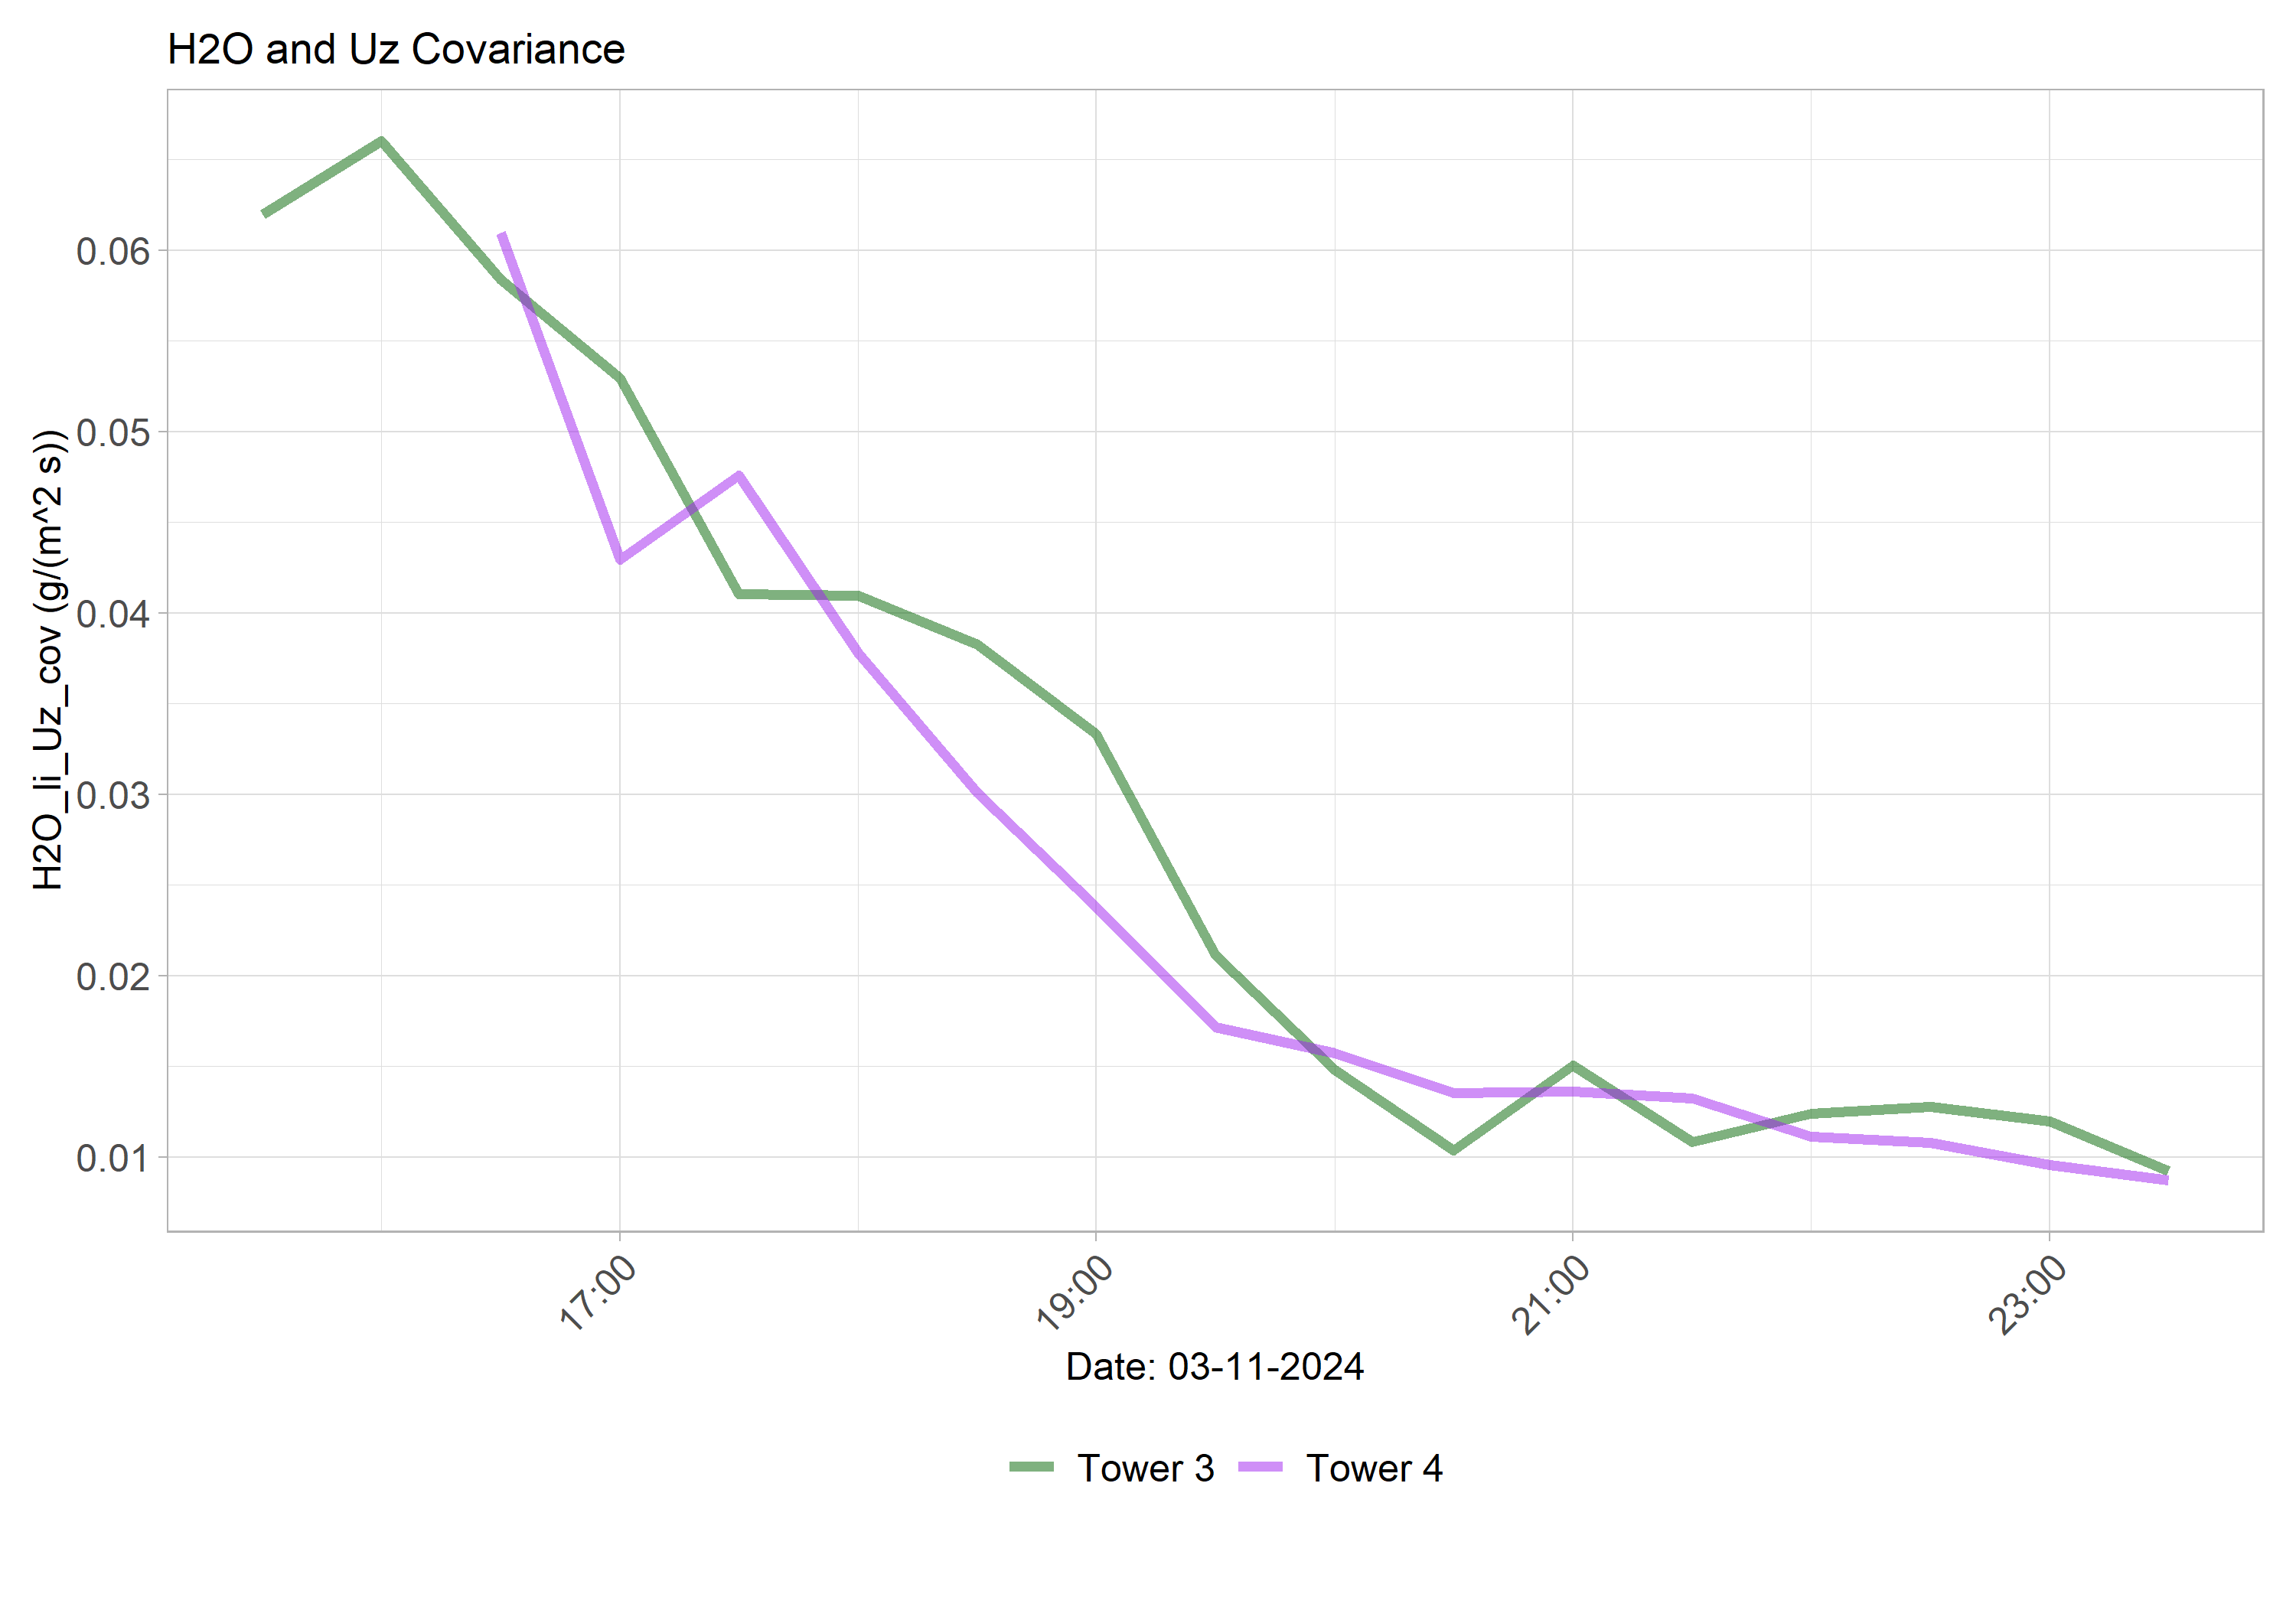 H2O and Uz Covariance
H2O_li_Uz_cov (g/(m^2 s))
0.06
0.05
0.04
0.03
0.02
0.01
17:00
19:00
21:00
23:00
Date: 03-11-2024
Tower 3
Tower 4